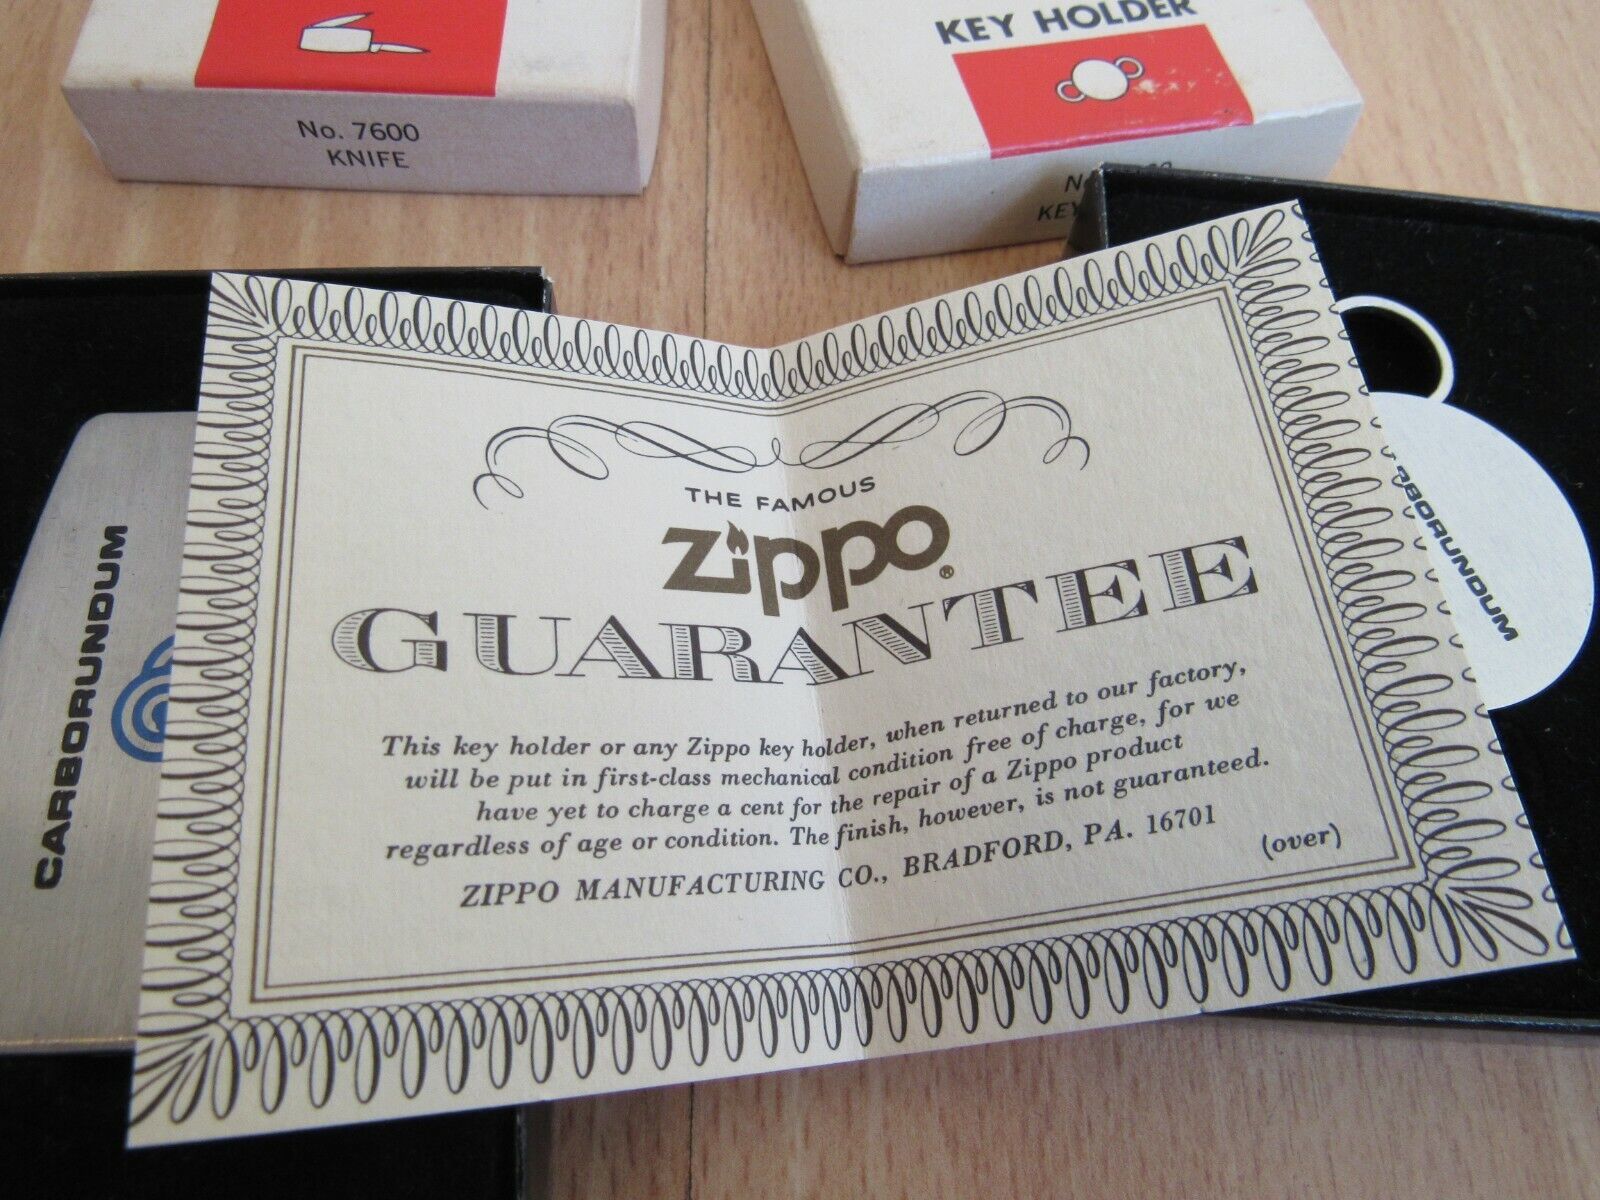 No. 7600
KNIFE
KEY HOLDER
KEY
CARBORUNDUM
THE FAMOUS
Zippo®
GUARANTEE
This key holder or any Zippo key holder, when returned to our factory,
will be put in first-class mechanical condition free of charge, for we
have yet to charge a cent for the repair of a Zippo product
regardless of age or condition. The finish, however, is not guaranteed.
ZIPPO MANUFACTURING CO., BRADFORD, PA. 16701
(over)
RBORUNDUM